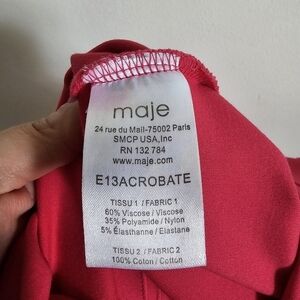 maje
24 rue du Mail-75002 Paris
SMCP USA,Inc
RN 132 784
www.maje.com
E13ACROBATE
TISSU 1 / FABRIC 1
60% Viscose / Viscose
35% Polyamide / Nylon
5% Élasthanne / Elastane
TISSU 2 / FABRIC 2
100% Coton / Cotton